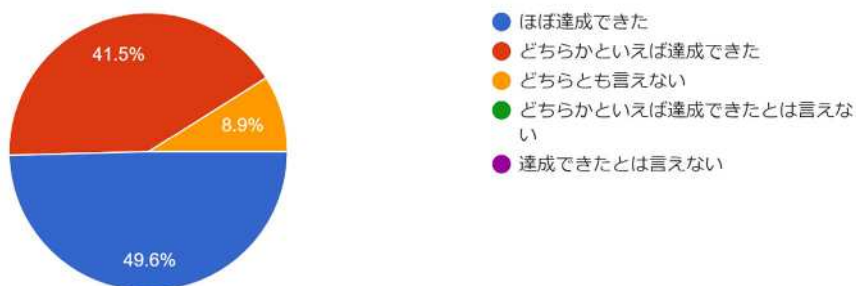 41.5%
8.9%
49.6%
ほぼ達成できた
どちらかといえば達成できた
どちらとも言えない
どちらかといえば達成できたとは言えな
い
達成できたとは言えない